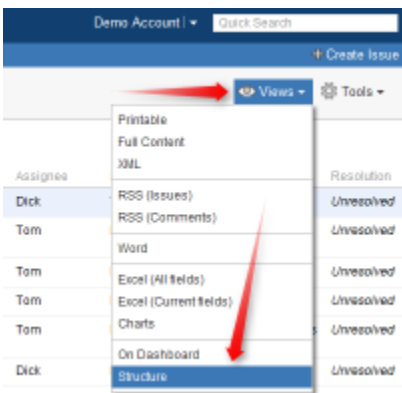 Demo Account
Quick Search
Create Issue
Views
Tools
Printable
Full Content
XML
Assignee
Resolution
RSS (Issues)
Dick
Unresolved
RSS (Comments)
Tom
Unresolved
Word
Tom
Unresolved
Excel (All fields)
Tom
Excel (Current fields)
Unresolved
Charts
Tom
Unresolved
On Dashboard
Dick
Structure
Unresolved